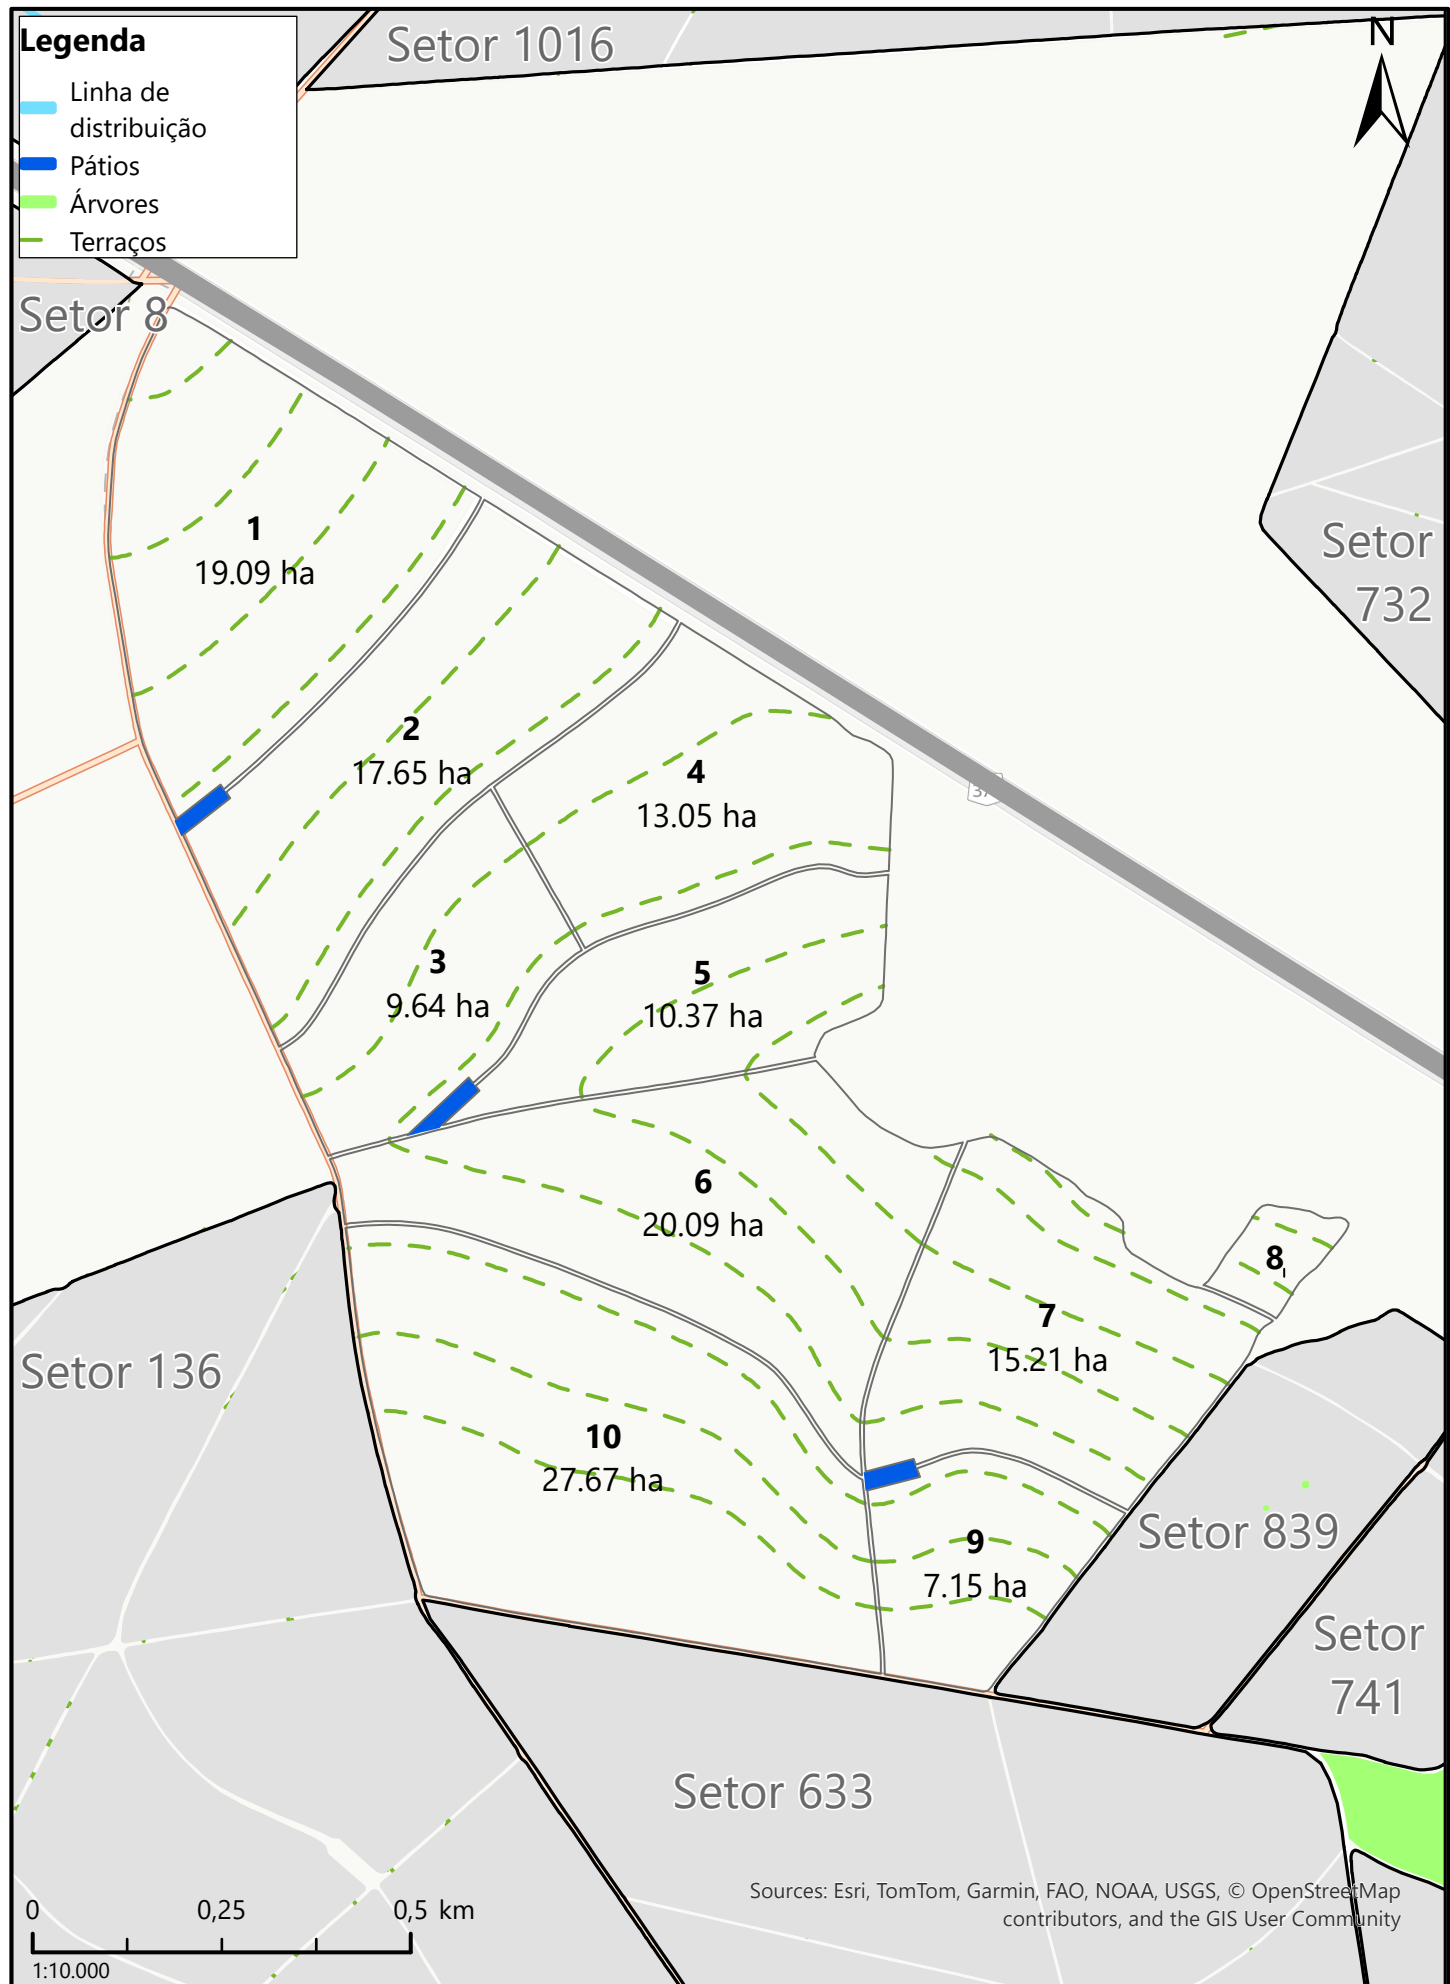 Legenda
Linha de
distribuição
Pátios
Árvores
Terraços
Setor 1016
N
Setor 8
Setor
732
1
19.09 ha
2
17.65 ha
4
13.05 ha
3
9.64 ha
5
10.37 ha
6
20.09 ha
8
7
15.21 ha
Setor 136
10
27.67 ha
9
7.15 ha
Setor 839
Setor
741
Setor 633
Sources: Esri, TomTom, Garmin, FAO, NOAA, USGS, © OpenStreetMap
contributors, and the GIS User Community
0 0,25 0,5 km
1:10.000